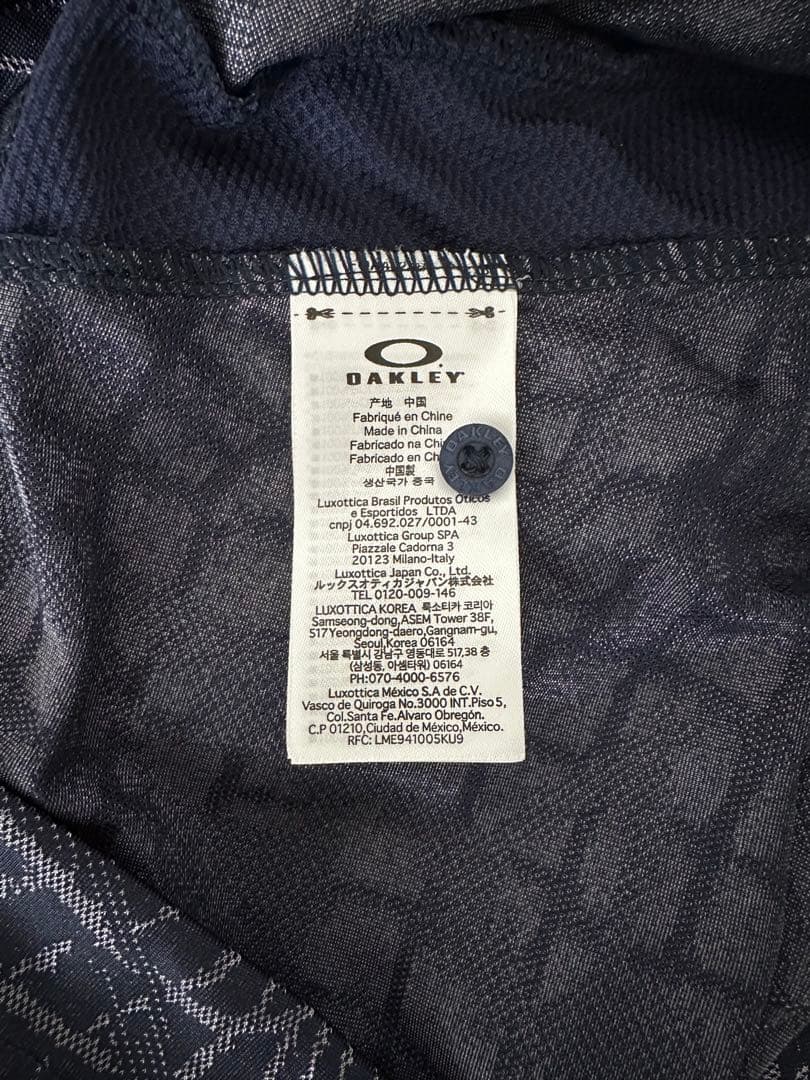 OAKLEY
产地 中国
Fabriqué en Chine
Made in China
Fabricado na Chi
Fabricado en Ch
中国製
생산국가 중국
Luxottica Brasil Produtos Óticos
e Esportidos LTDA
cnpj 04.692.027/0001-43
Luxottica Group SPA
Piazzale Cadorna 3
20123 Milano-Italy
Luxottica Japan Co., Ltd.
ルックスオティカジャパン株式会社
TEL 0120-009-146
LUXOTTICA KOREA 룩소티카 코리아
Samseong-dong,ASEM Tower 38F,
517Yeongdong-daero,Gangnam-gu,
Seoul,Korea 06164
서울 특별시 강남구 영동대로 517,38 층
(삼성동, 아셈타워) 06164
PH:070-4000-6576
Luxottica México S.A de C.V.
Vasco de Quiroga No.3000 INT.Piso 5,
Col.Santa Fe.Alvaro Obregón.
C.P 01210,Ciudad de México,México.
RFC: LME941005KU9
OAKLEY